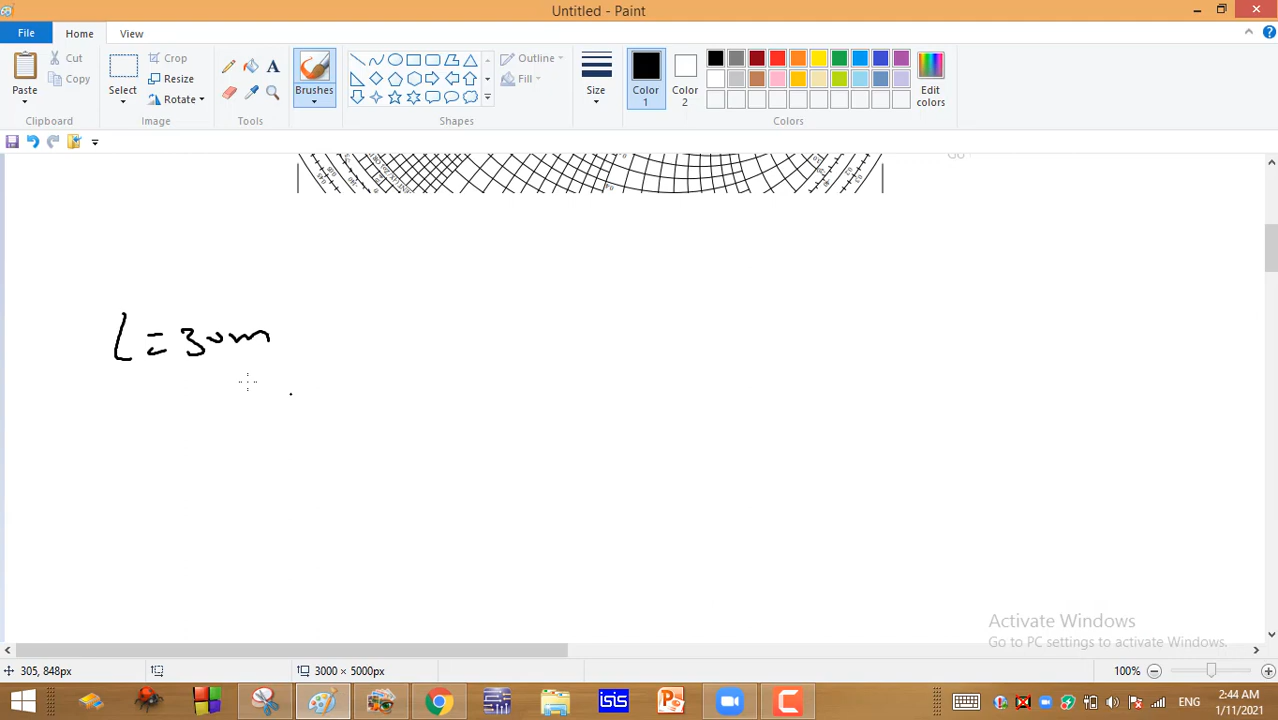 Untitled - Paint
File
Home
View
Paste
Cut
Copy
Clipboard
Select
Crop
Resize
Rotate
Image
Tools
Brushes
Outline
Fill
Shapes
Size
Color 1
Color 2
Edit colors
Colors
Go
L = 30m
Activate Windows
Go to PC settings to activate Windows.
305, 848px
3000 × 5000px
100%
isis
ENG
2:44 AM
1/11/2021